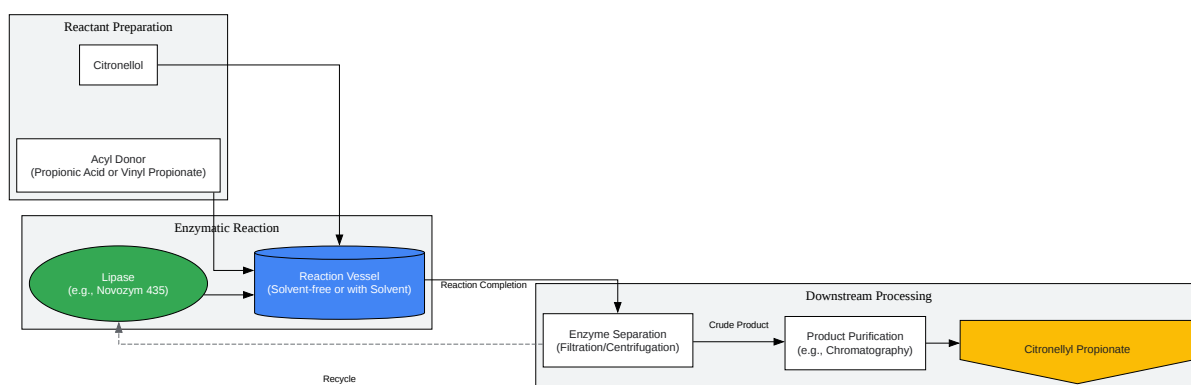 Reactant Preparation
Citronellol
Acyl Donor
(Propionic Acid or Vinyl Propionate)
Enzymatic Reaction
Lipase
(e.g., Novozym 435)
Reaction Vessel
(Solvent-free or with Solvent)
Reaction Completion
Downstream Processing
Enzyme Separation
(Filtration/Centrifugation)
Crude Product
Product Purification
(e.g., Chromatography)
Citronellyl Propionate
Recycle